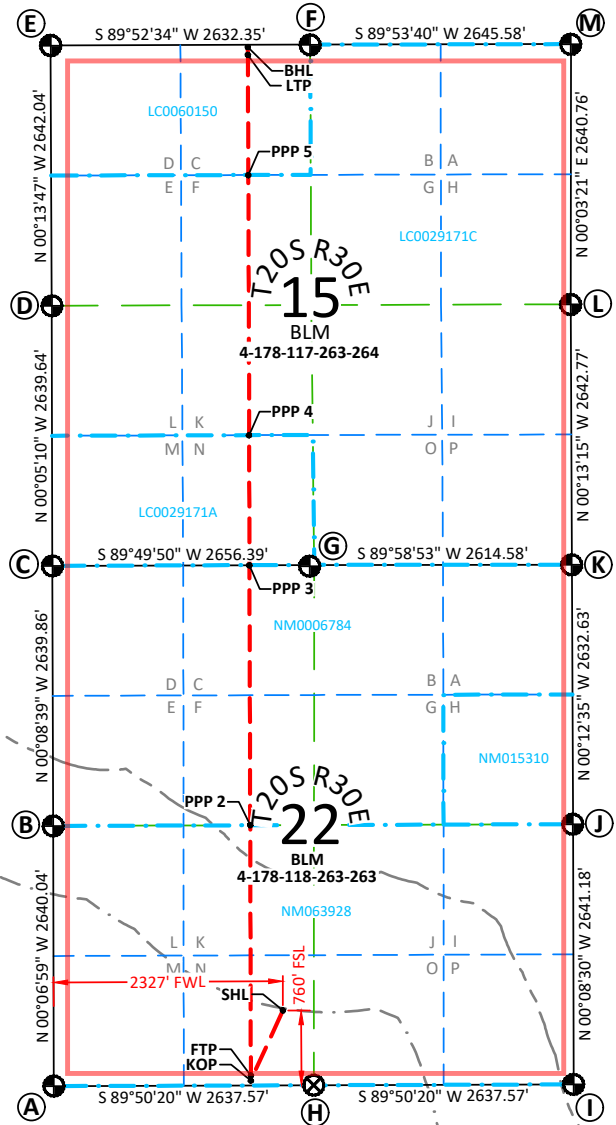 E
S 89°52'34" W 2632.35'
F
S 89°53'40" W 2645.58'
M
BHL
LTP
LC0060150
N 00°13'47" W 2642.04'
N 00°03'21" E 2640.76'
D C
PPP 5
B A
E F
G H
LC0029171C
T20S R30E
D
15
L
BLM
4-178-117-263-264
N 00°05'10" W 2639.64'
N 00°13'15" W 2642.77'
L K
PPP 4
J I
M N
O P
LC0029171A
G
C
S 89°49'50" W 2656.39'
S 89°58'53" W 2614.58'
K
PPP 3
NM0006784
N 00°08'39" W 2639.86'
N 00°12'35" W 2632.63'
D C
B A
E F
G H
NM015310
T20S R30E
PPP 2
B
22
J
BLM
4-178-118-263-263
NM063928
N 00°06'59" W 2640.04'
N 00°08'30" W 2641.18'
L K
J I
M N
O P
2327' FWL
760' FSL
SHL
FTP
KOP
A
S 89°50'20" W 2637.57'
H
S 89°50'20" W 2637.57'
I